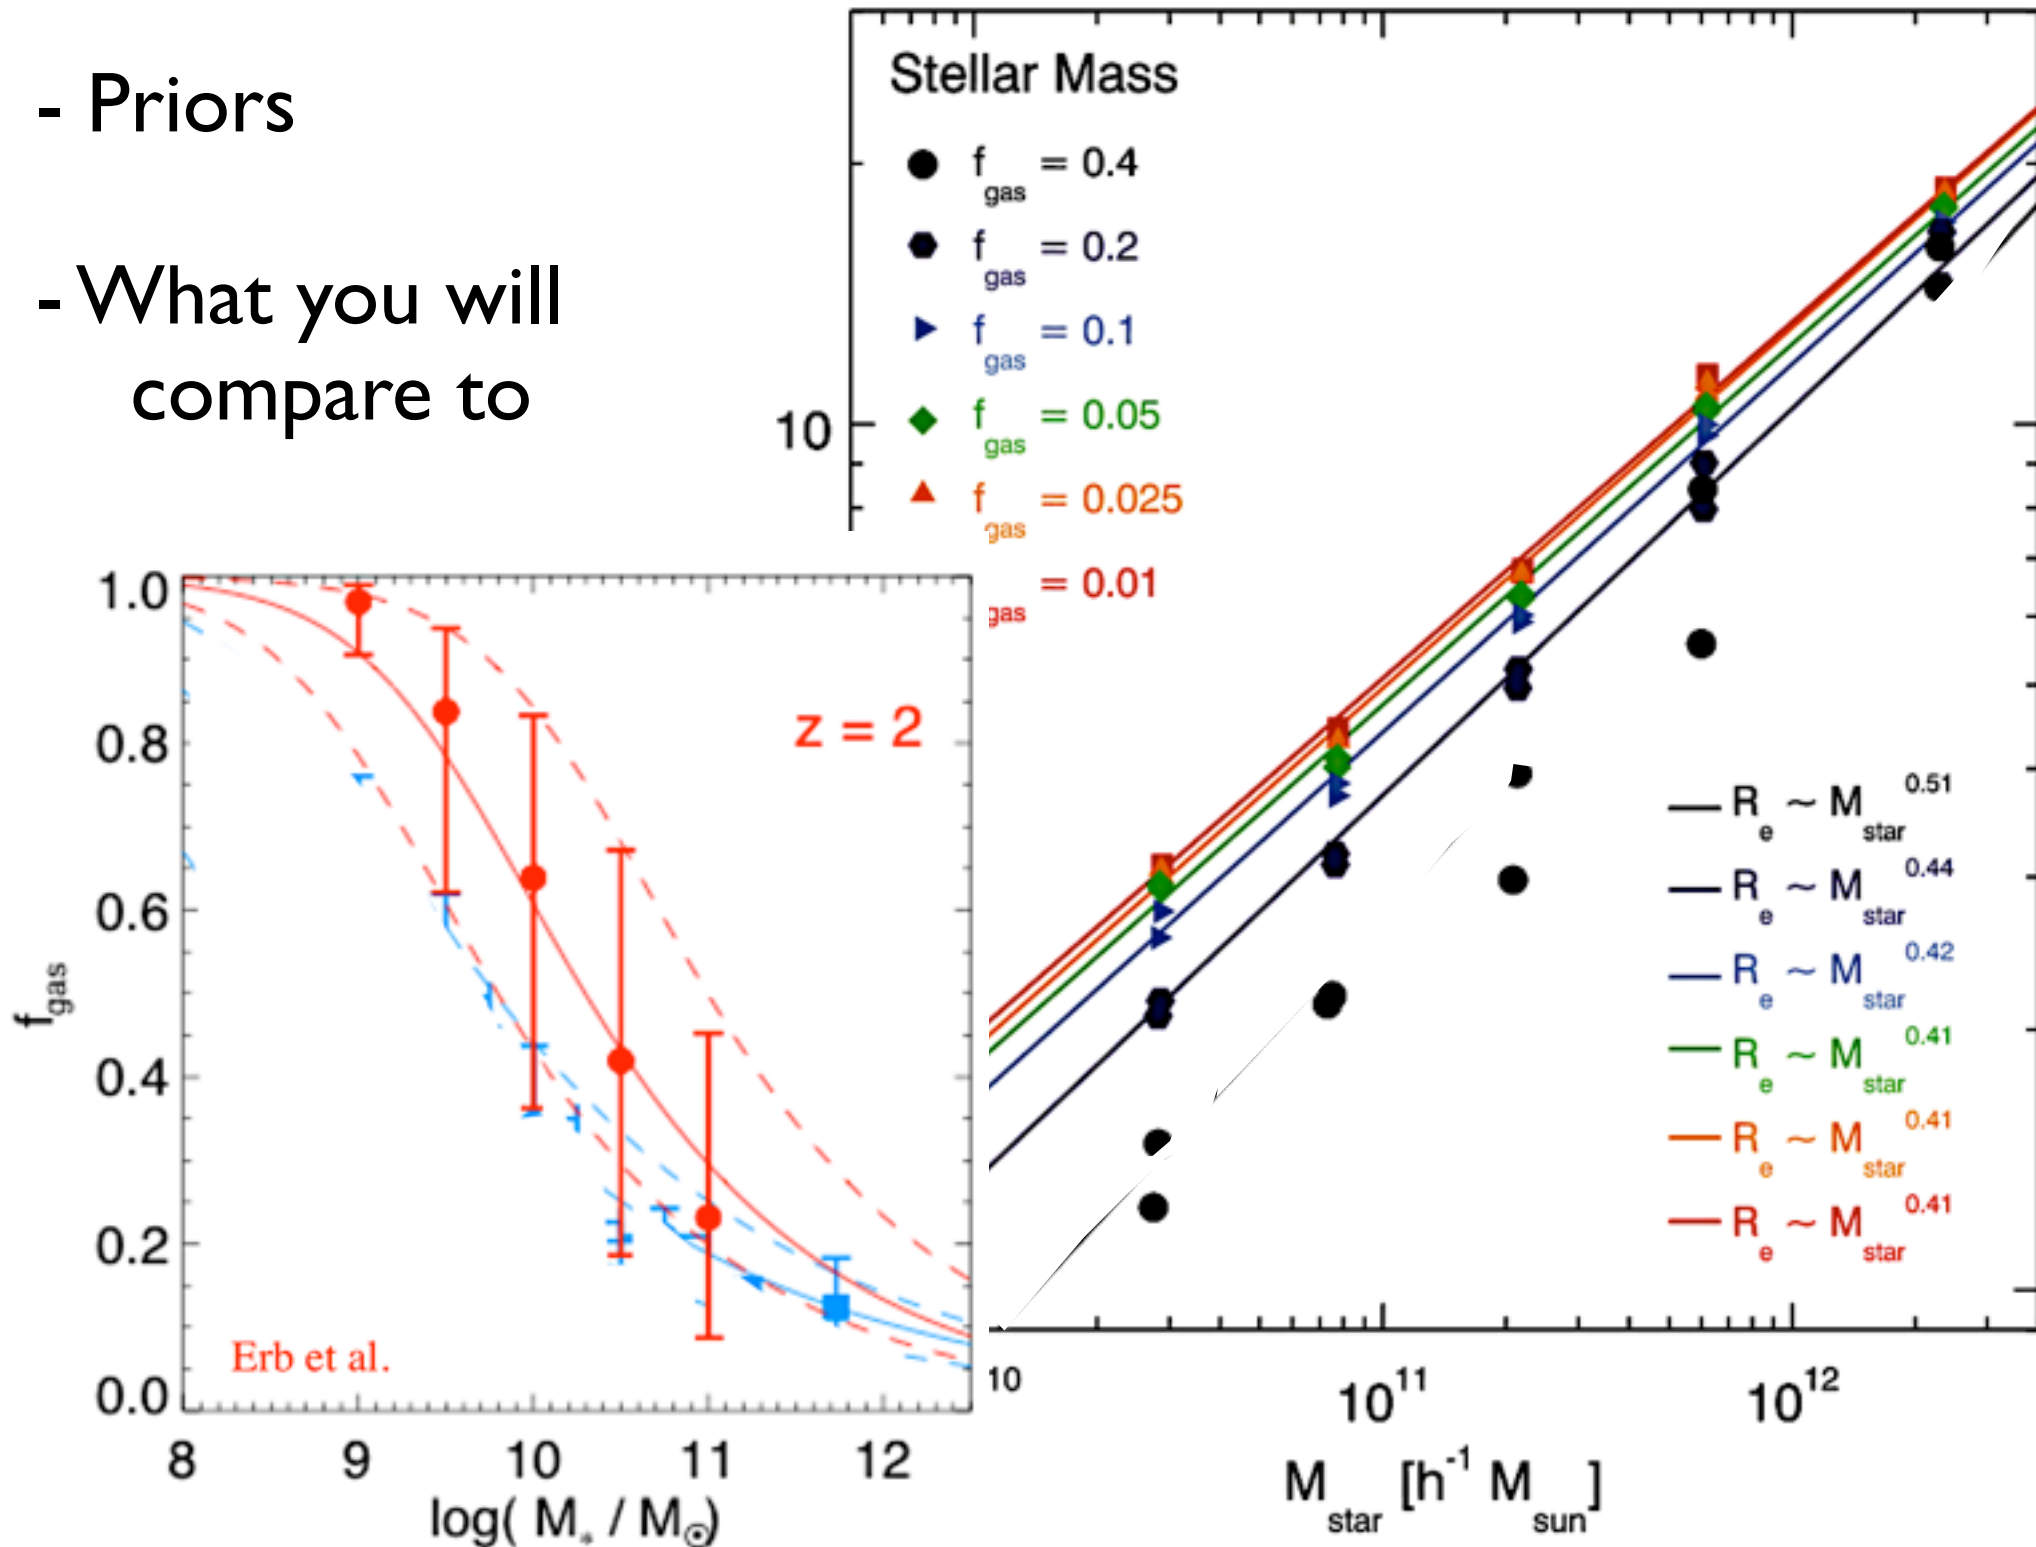 - Priors
- What you will
compare to
Stellar Mass
f gas = 0.4
f gas = 0.2
f gas = 0.1
f gas = 0.05
f gas = 0.025
gas = 0.01
10
R e ~ M star 0.51
R e ~ M star 0.44
R e ~ M star 0.42
R e ~ M star 0.41
R e ~ M star 0.41
R e ~ M star 0.41
10
10^11
10^12
M star [h^-1 M sun]
1.0
0.8
0.6
0.4
0.2
0.0
f gas
z = 2
Erb et al.
8 9 10 11 12
log( M* / M⊙)